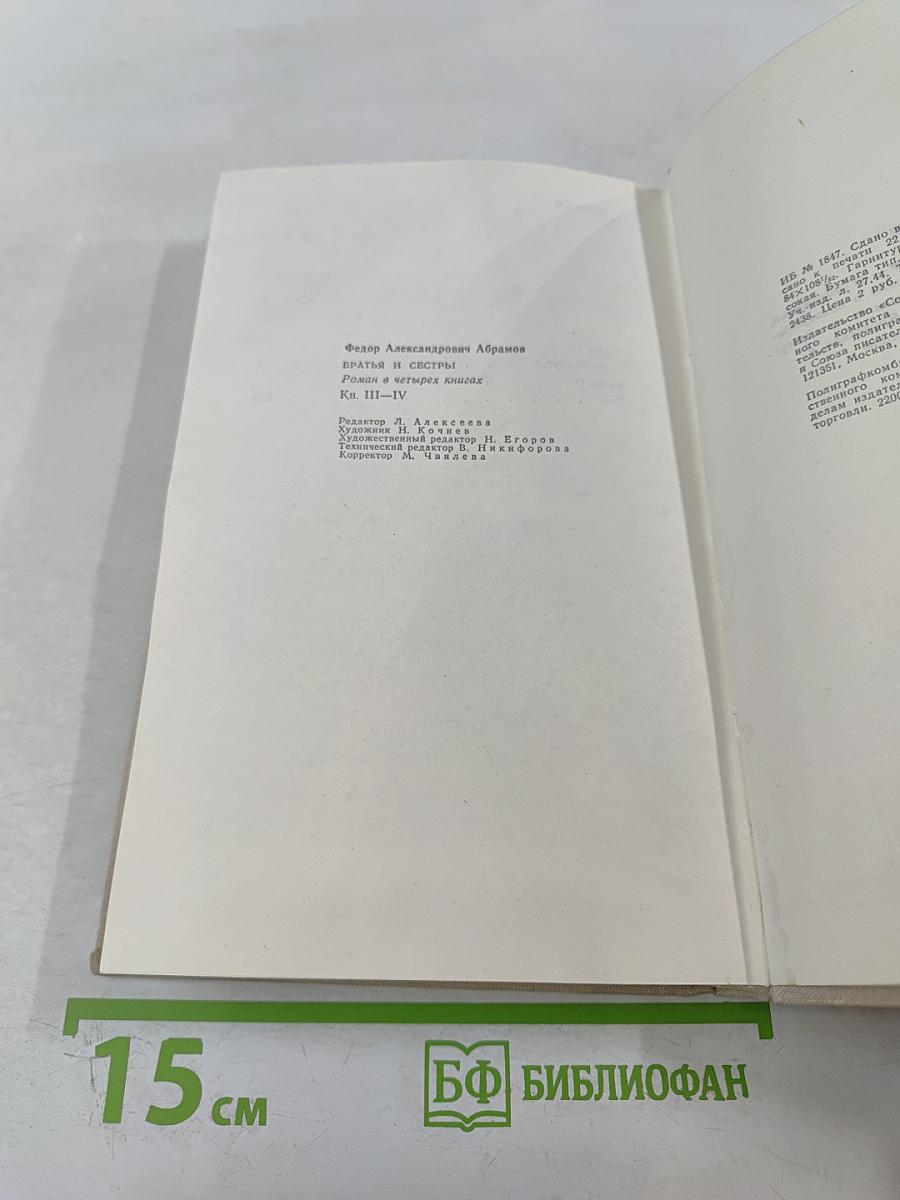 Федор Александрович Абрамов
БРАТЬЯ И СЕСТРЫ
Роман в четырех книгах
Кн. III—IV
Редактор Л. Алексеева
Художник Н. Кочнев
Художественный редактор Н. Егоров
Технический редактор В. Никифорова
Корректор М. Чвялева
ИБ № 1847. Сдано в
сано к печати 22
84×108¹/₃₂. Гарнитур
сокая. Бумага тип.
Уч.-изд. л. 27.44.
2438. Цена 2 руб.
Издательство «Со
ного комитета
тельств, полигра
и Союза писател
121351. Москва,
Полиграфкомб
ственного ком
делам издател
торговли. 2200
15 см
БФ БИБЛИОФАН